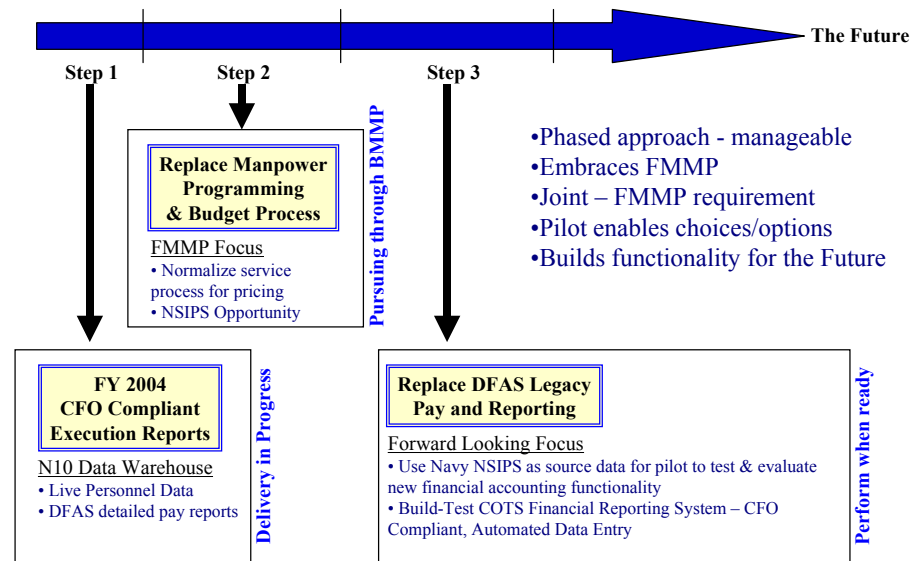 The Future
Step 1
Step 2
Step 3
Replace Manpower
Programming
& Budget Process
FMMP Focus
• Normalize service
process for pricing
• NSIPS Opportunity
Pursuing through BMMP
•Phased approach - manageable
•Embraces FMMP
•Joint – FMMP requirement
•Pilot enables choices/options
•Builds functionality for the Future
FY 2004
CFO Compliant
Execution Reports
N10 Data Warehouse
• Live Personnel Data
• DFAS detailed pay reports
Delivery in Progress
Replace DFAS Legacy
Pay and Reporting
Forward Looking Focus
• Use Navy NSIPS as source data for pilot to test & evaluate
new financial accounting functionality
• Build-Test COTS Financial Reporting System – CFO
Compliant, Automated Data Entry
Perform when ready